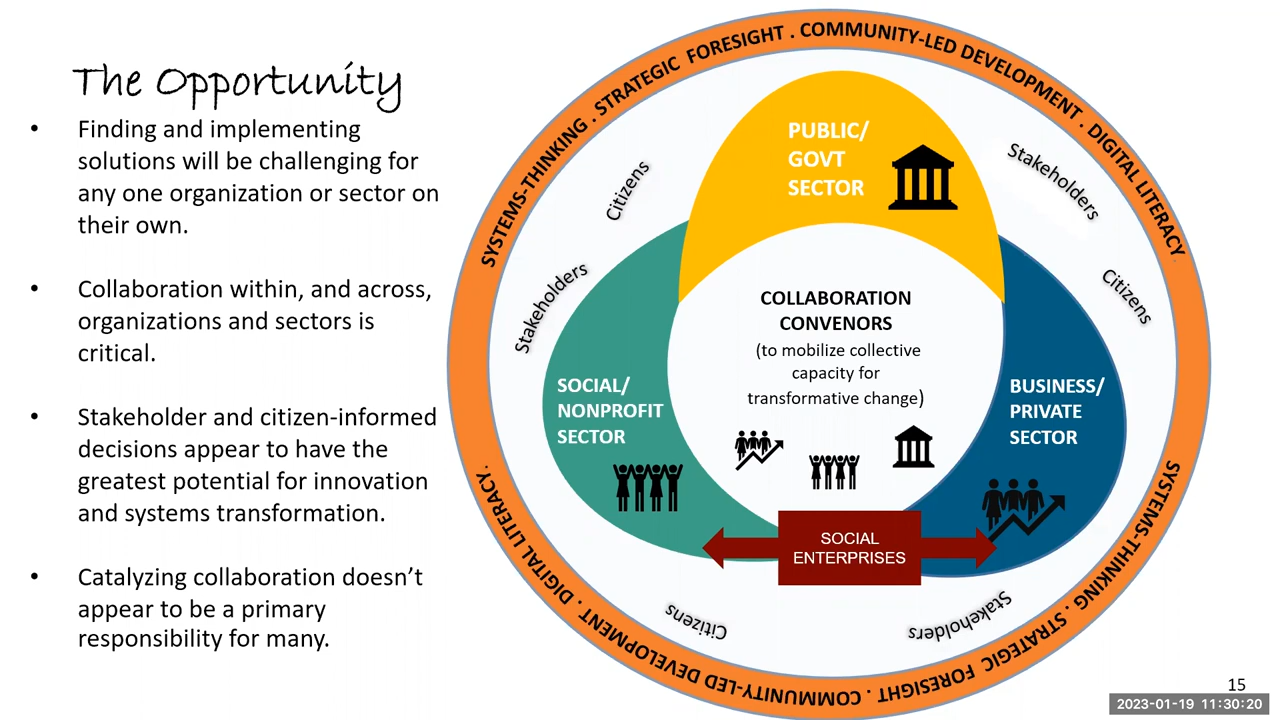 The Opportunity
• Finding and implementing
solutions will be challenging for
any one organization or sector on
their own.
• Collaboration within, and across,
organizations and sectors is
critical.
• Stakeholder and citizen-informed
decisions appear to have the
greatest potential for innovation
and systems transformation.
• Catalyzing collaboration doesn’t
appear to be a primary
responsibility for many.
SYSTEMS-THINKING . STRATEGIC FORESIGHT . COMMUNITY-LED DEVELOPMENT . DIGITAL LITERACY .
Citizens
Stakeholders
Stakeholders
Citizens
PUBLIC/
GOVT
SECTOR
COLLABORATION
CONVENORS
(to mobilize collective
capacity for
transformative change)
SOCIAL/
NONPROFIT
SECTOR
BUSINESS/
PRIVATE
SECTOR
SOCIAL
ENTERPRISES
Citizens
Stakeholders
SYSTEMS-THINKING . STRATEGIC FORESIGHT . COMMUNITY-LED DEVELOPMENT . DIGITAL LITERACY .
15
2023-01-19 11:30:20